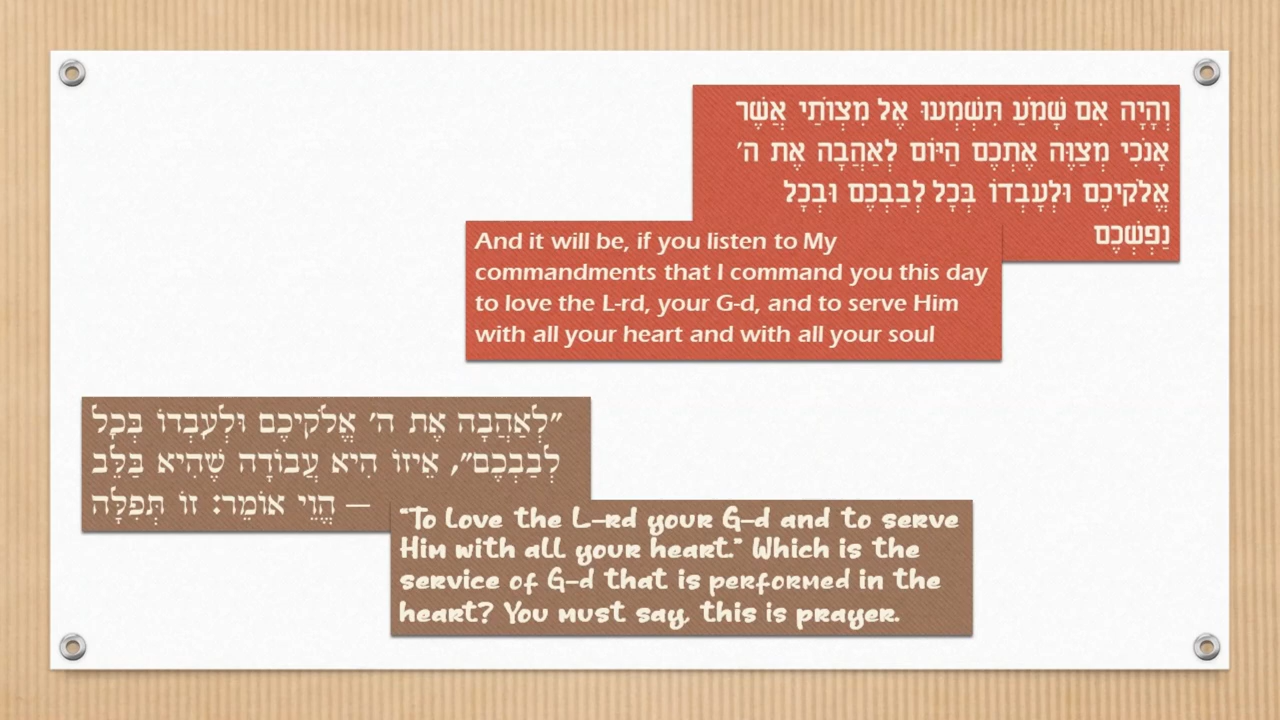 וְהָיָה אִם שָׁמֹעַ תִּשְׁמְעוּ אֶל מִצְוֹתַי אֲשֶׁר
אָנֹכִי מְצַוֶּה אֶתְכֶם הַיּוֹם לְאַהֲבָה אֶת ה׳
אֱלֹקיכֶם וּלְעָבְדוֹ בְּכָל לְבַבְכֶם וּבְכָל
נַפְשְׁכֶם
And it will be, if you listen to My
commandments that I command you this day
to love the L-rd, your G-d, and to serve Him
with all your heart and with all your soul
״לְאַהֲבָה אֶת ה׳ אֱלֹקיכֶם וּלְעָבְדוֹ בְּכָל
לְבַבְכֶם״, אֵיזוֹ הִיא עֲבוֹדָה שֶׁהִיא בַּלֵּב
— הֱוֵי אוֹמֵר: זוֹ תְּפִלָּה
"To love the L-rd your G-d and to serve
Him with all your heart." Which is the
service of G-d that is performed in the
heart? You must say, this is prayer.